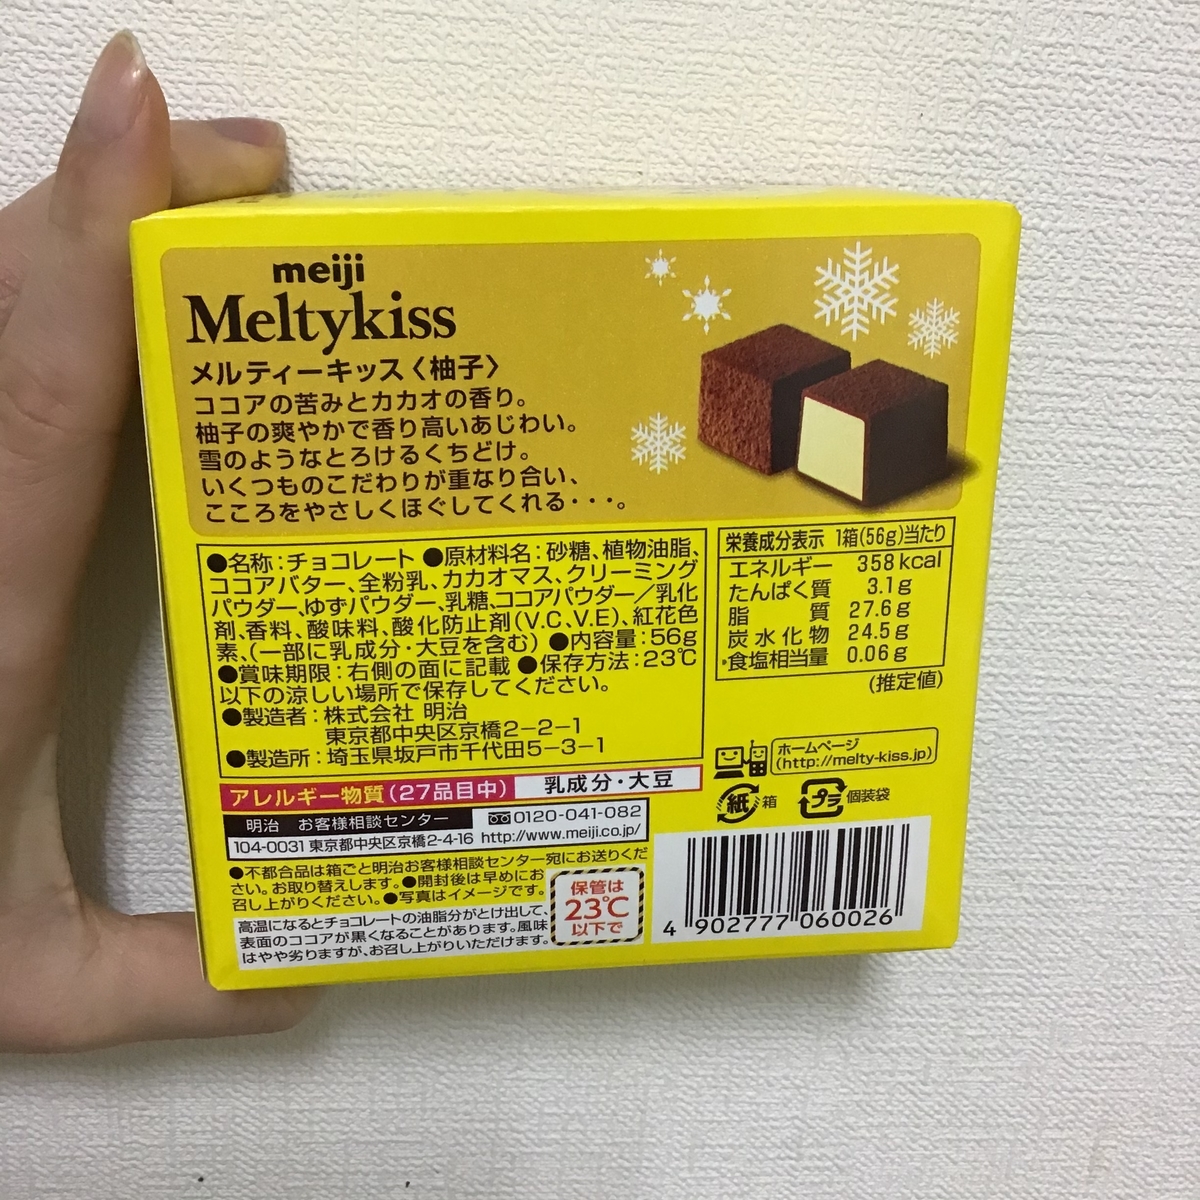 meiji
Meltykiss
メルティーキッス〈柚子〉
ココアの苦みとカカオの香り。
柚子の爽やかで香り高いあじわい。
雪のようなとろけるくちどけ。
いくつものこだわりが重なり合い、
こころをやさしくほぐしてくれる・・・。
●名称：チョコレート ●原材料名：砂糖、植物油脂、
ココアバター、全粉乳、カカオマス、クリーミング
パウダー、ゆずパウダー、乳糖、ココアパウダー／乳化
剤、香料、酸味料、酸化防止剤(V.C、V.E)、紅花色
素、(一部に乳成分・大豆を含む) ●内容量：56g
●賞味期限：右側の面に記載 ●保存方法：23℃
以下の涼しい場所で保存してください。
●製造者：株式会社 明治
東京都中央区京橋2−2−1
●製造所：埼玉県坂戸市千代田5−3−1
栄養成分表示 1箱(56g)当たり
エネルギー 358kcal
たんぱく質 3.1g
脂質 27.6g
炭水化物 24.5g
食塩相当量 0.06g
(推定値)
ホームページ
(http://melty-kiss.jp)
紙 箱 プラ 個装袋
アレルギー物質(27品目中) 乳成分・大豆
明治 お客様相談センター 0120-041-082
104-0031 東京都中央区京橋2-4-16 http://www.meiji.co.jp/
●不都合品は箱ごと明治お客様相談センター宛にお送りくだ
さい。お取り替えします。●開封後は早めにお
召し上がりください。●写真はイメージです。
高温になるとチョコレートの油脂分がとけ出して、
表面のココアが黒くなることがあります。風味
はやや劣りますが、お召し上がりいただけます。
保管は
23℃
以下で
4 902777 060026